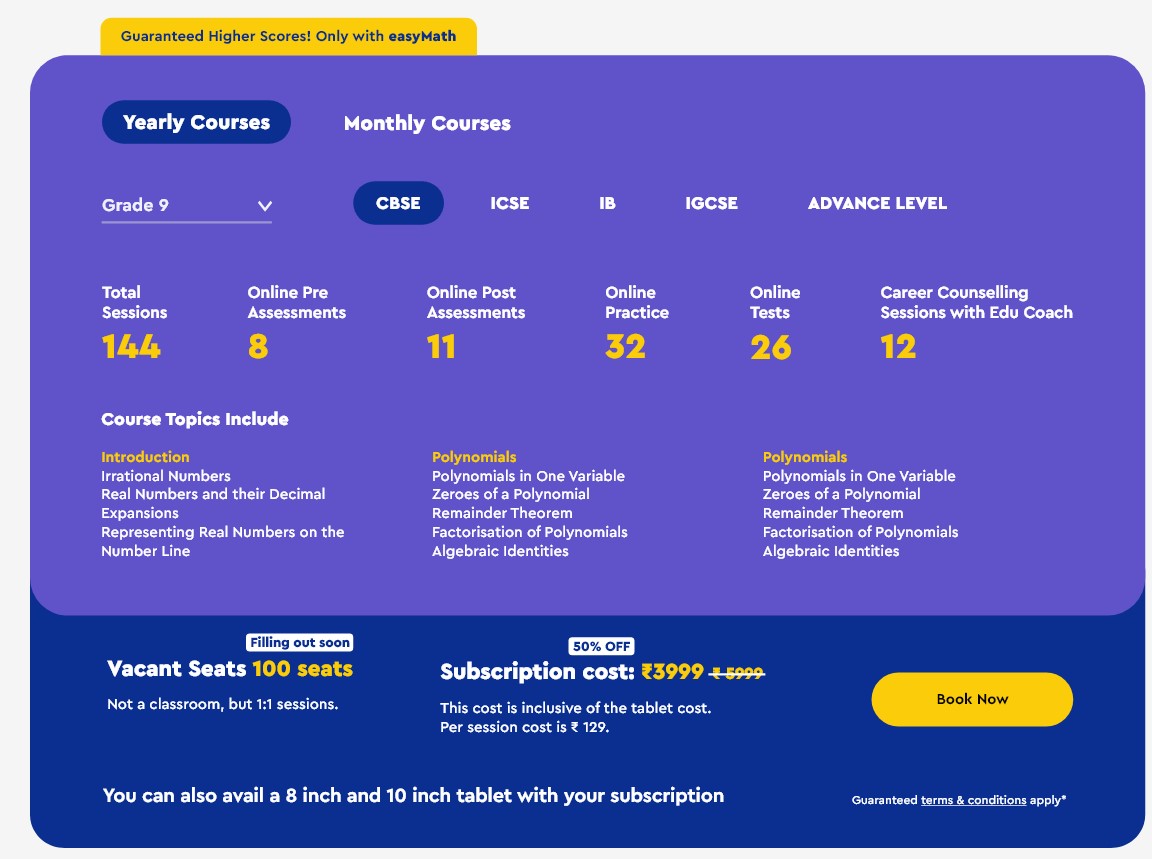 Guaranteed Higher Scores! Only with easyMath
Yearly Courses
Monthly Courses
Grade 9
CBSE
ICSE
IB
IGCSE
ADVANCE LEVEL
Total
Sessions
144
Online Pre
Assessments
8
Online Post
Assessments
11
Online
Practice
32
Online
Tests
26
Career Counselling
Sessions with Edu Coach
12
Course Topics Include
Introduction
Irrational Numbers
Real Numbers and their Decimal
Expansions
Representing Real Numbers on the
Number Line
Polynomials
Polynomials in One Variable
Zeroes of a Polynomial
Remainder Theorem
Factorisation of Polynomials
Algebraic Identities
Polynomials
Polynomials in One Variable
Zeroes of a Polynomial
Remainder Theorem
Factorisation of Polynomials
Algebraic Identities
Filling out soon
Vacant Seats 100 seats
Not a classroom, but 1:1 sessions.
50% OFF
Subscription cost: ₹3999 ₹ 5999
This cost is inclusive of the tablet cost.
Per session cost is ₹ 129.
Book Now
You can also avail a 8 inch and 10 inch tablet with your subscription
Guaranteed terms & conditions apply*